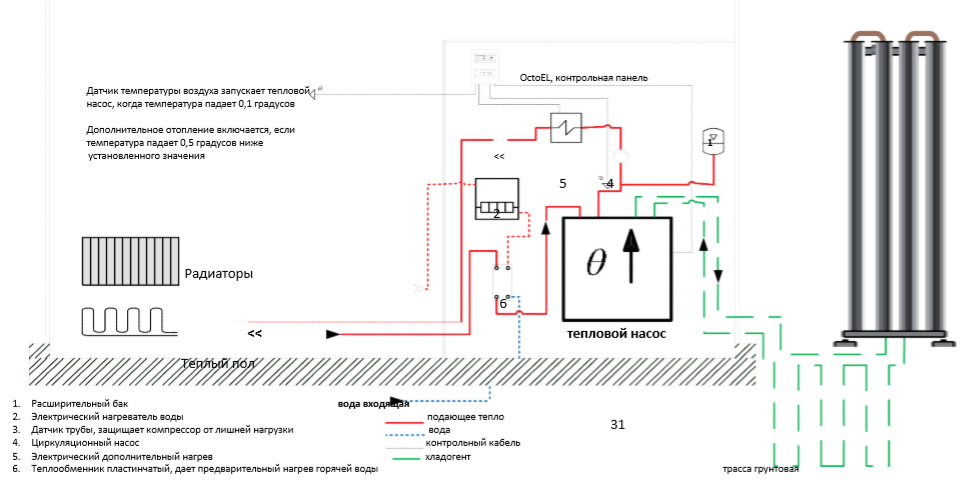 OctoEL, контрольная панель
Датчик температуры воздуха запускает тепловой
насос, когда температура падает 0,1 градусов
Дополнительное отопление включается, если
температура падает 0,5 градусов ниже
установленного значения
1
<<
5
4
2
θ
Радиаторы
6
<<
тепловой насос
Теплый пол
1. Расширительный бак
2. Электрический нагреватель воды
3. Датчик трубы, защищает компрессор от лишней нагрузки
4. Циркуляционный насос
5. Электрический дополнительный нагрев
6. Теплообменник пластинчатый, дает предварительный нагрев горячей воды
вода входящая
подающее тепло
вода
контрольный кабель
хладогент
31
трасса грунтовая